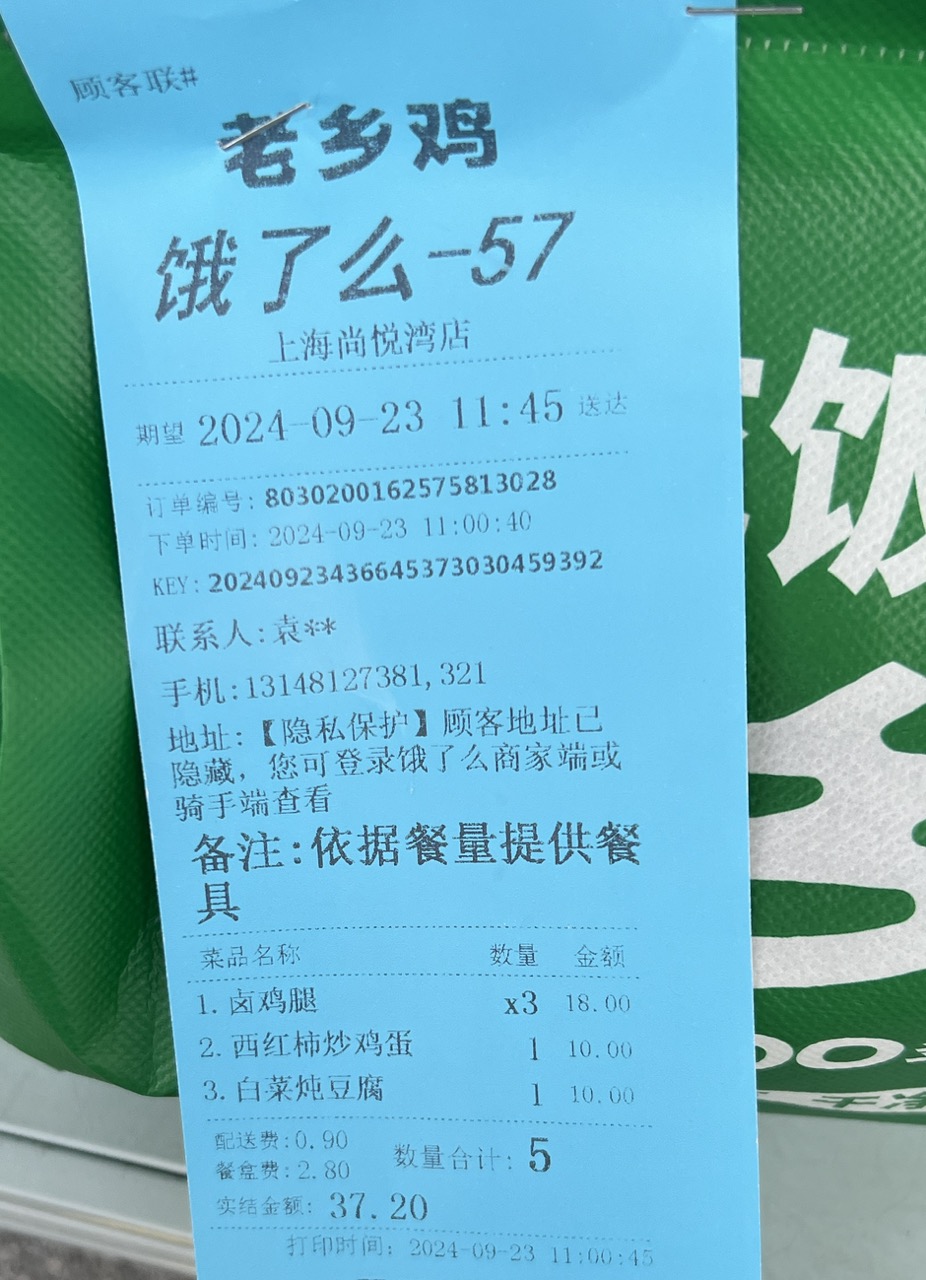 顾客联#
老乡鸡
饿了么-57
上海尚悦湾店
期望 2024-09-23 11:45 送达
订单编号: 8030200162575813028
下单时间: 2024-09-23 11:00:40
KEY: 20240923436645373030459392
联系人:袁**
手机:13148127381,321
地址:【隐私保护】顾客地址已
隐藏, 您可登录饿了么商家端或
骑手端查看
备注:依据餐量提供餐
具
菜品名称 数量 金额
1. 卤鸡腿 x3 18.00
2. 西红柿炒鸡蛋 1 10.00
3. 白菜炖豆腐 1 10.00
配送费:0.90
餐盒费:2.80
数量合计: 5
实结金额: 37.20
打印时间: 2024-09-23 11:00:45
饭